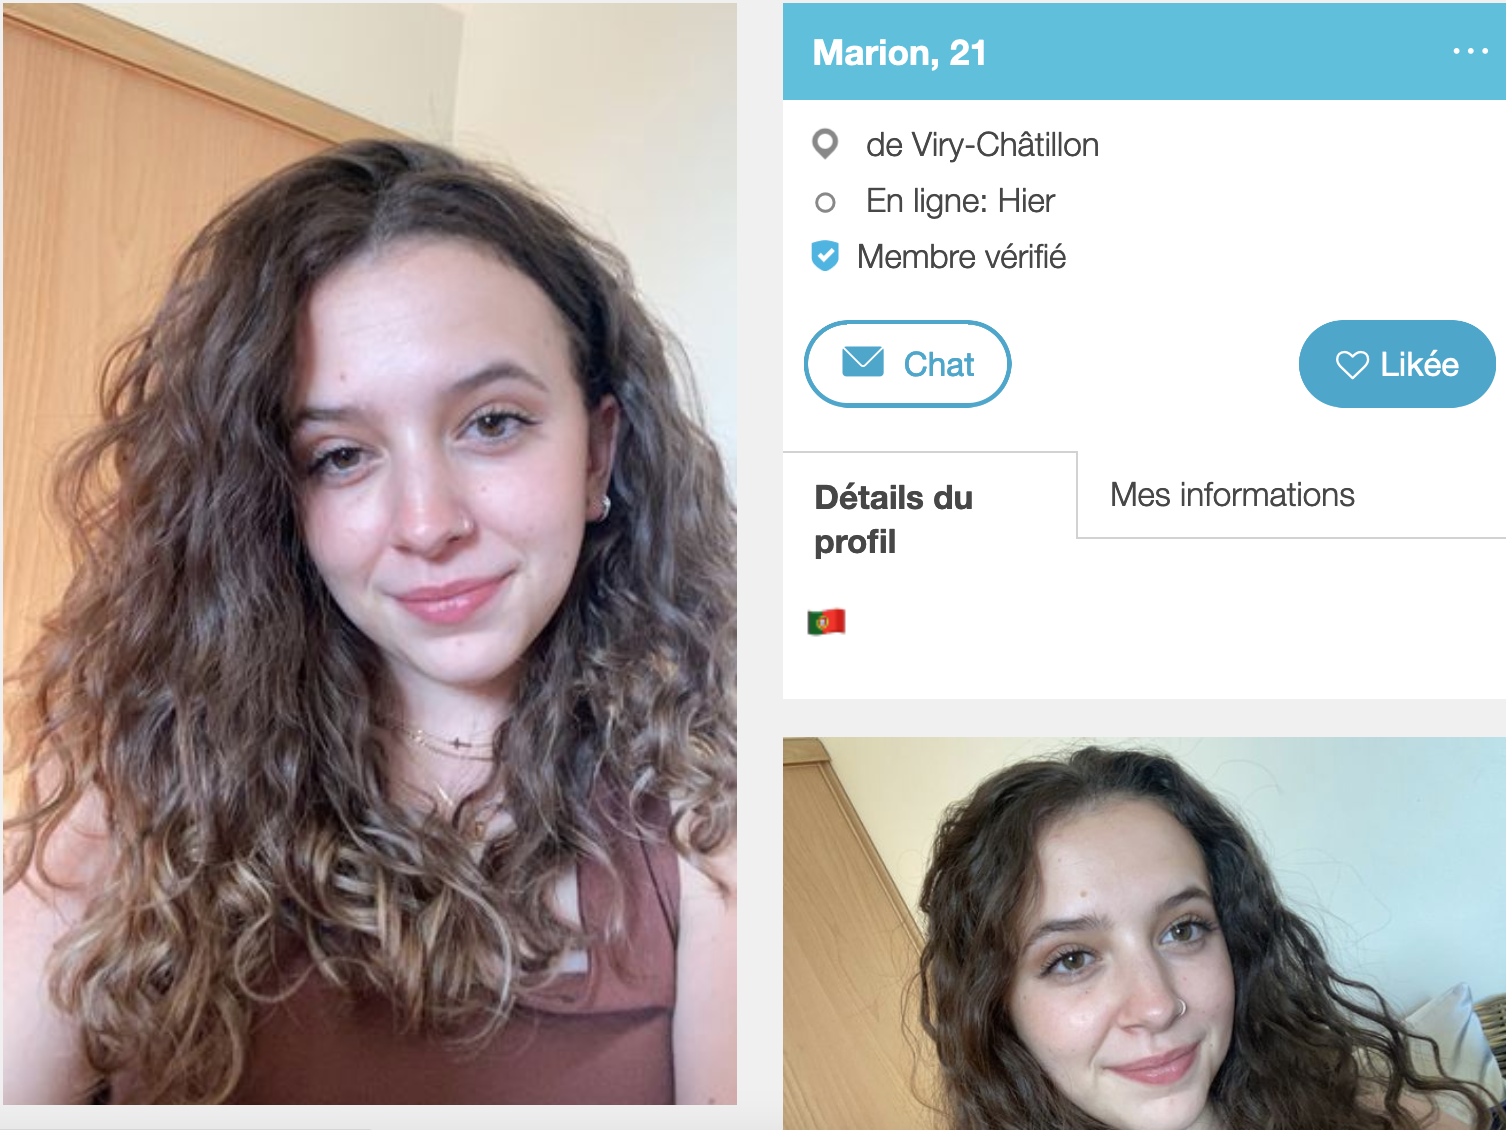 Marion, 21
de Viry-Châtillon
En ligne: Hier
Membre vérifié
Chat
Likée
Détails du
profil
Mes informations